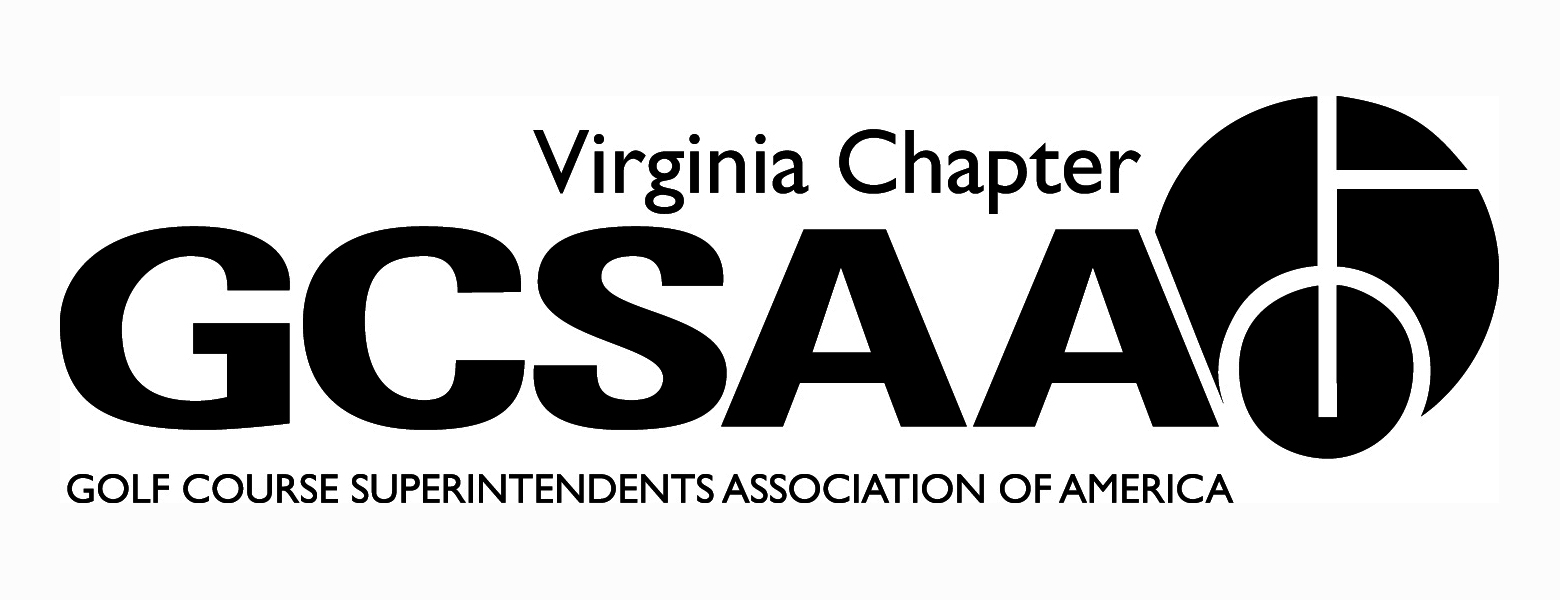 Virginia Chapter
GCSAA
GOLF COURSE SUPERINTENDENTS ASSOCIATION OF AMERICA